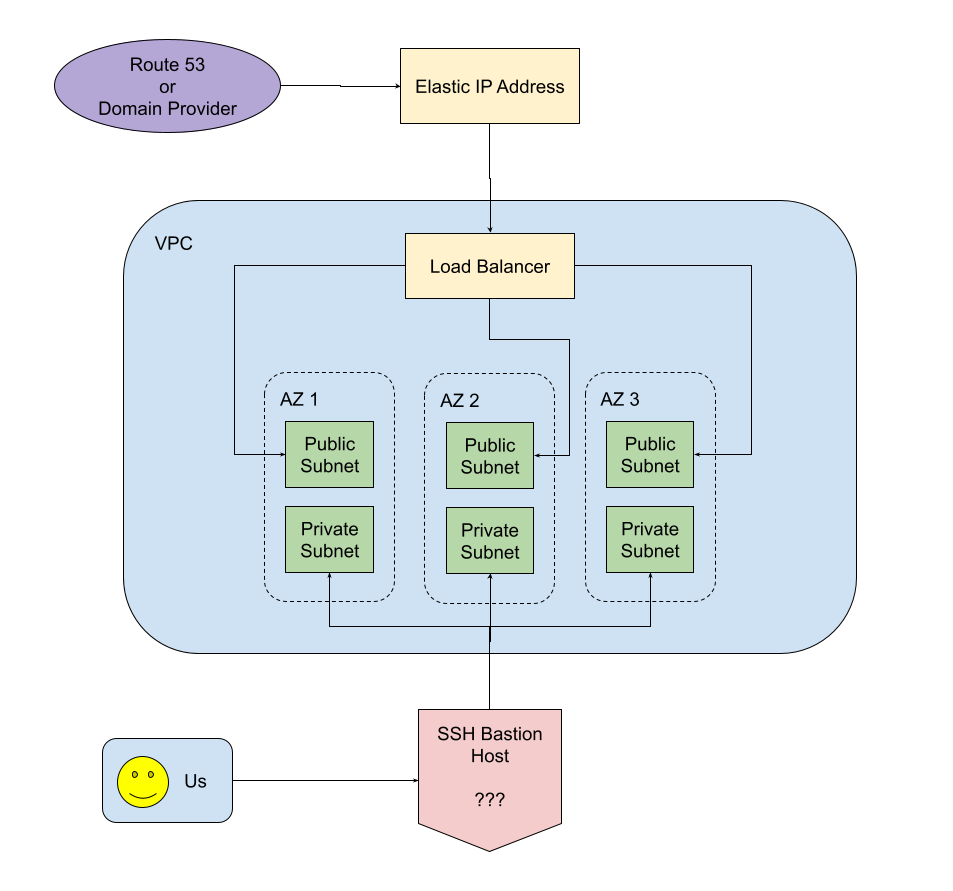 Route 53
or
Domain Provider
Elastic IP Address
VPC
Load Balancer
AZ 1
AZ 2
AZ 3
Public
Subnet
Public
Subnet
Public
Subnet
Private
Subnet
Private
Subnet
Private
Subnet
SSH Bastion
Host
???
Us